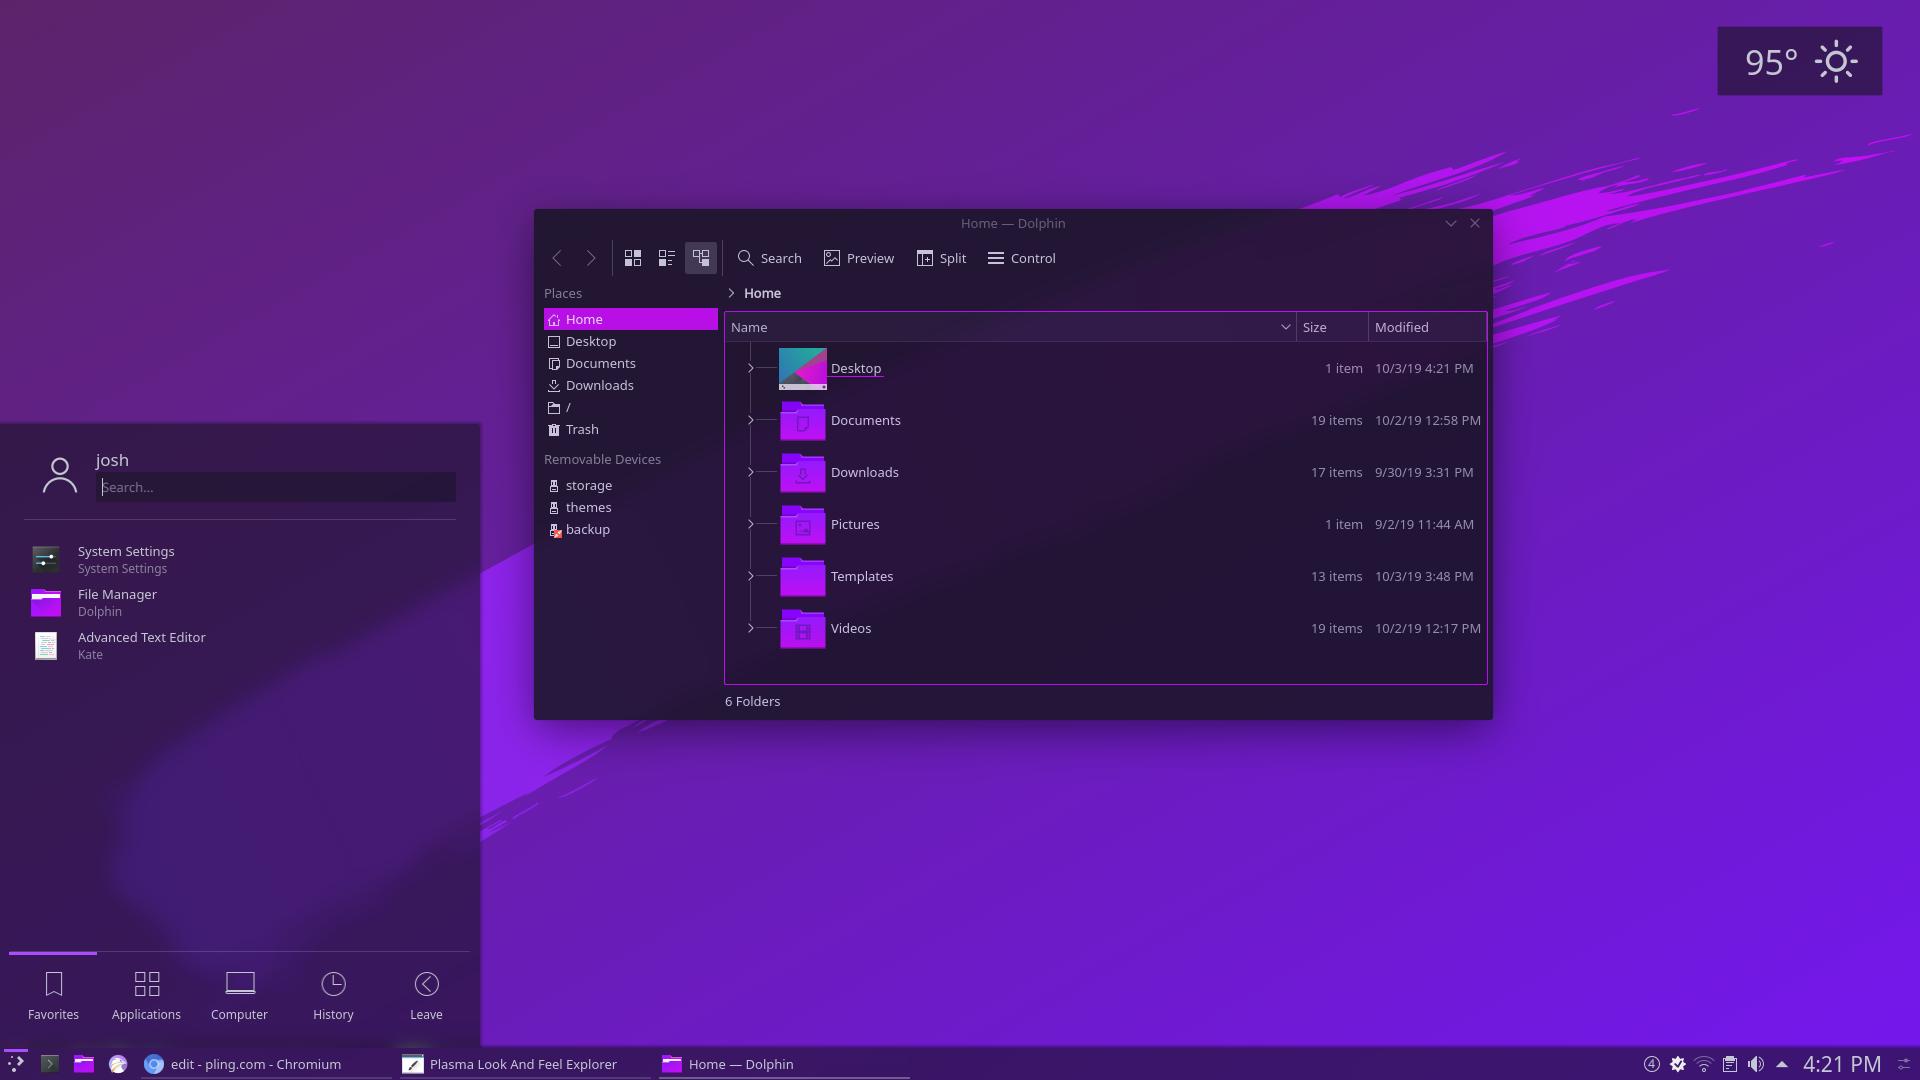 95°
Home — Dolphin
Search Preview Split Control
Places
Home
Desktop
Documents
Downloads
/
Trash
Removable Devices
storage
themes
backup
Home
Name Size Modified
Desktop 1 item 10/3/19 4:21 PM
Documents 19 items 10/2/19 12:58 PM
Downloads 17 items 9/30/19 3:31 PM
Pictures 1 item 9/2/19 11:44 AM
Templates 13 items 10/3/19 3:48 PM
Videos 19 items 10/2/19 12:17 PM
6 Folders
josh
Search...
System Settings
System Settings
File Manager
Dolphin
Advanced Text Editor
Kate
Favorites Applications Computer History Leave
edit - pling.com - Chromium Plasma Look And Feel Explorer Home — Dolphin 4 4:21 PM